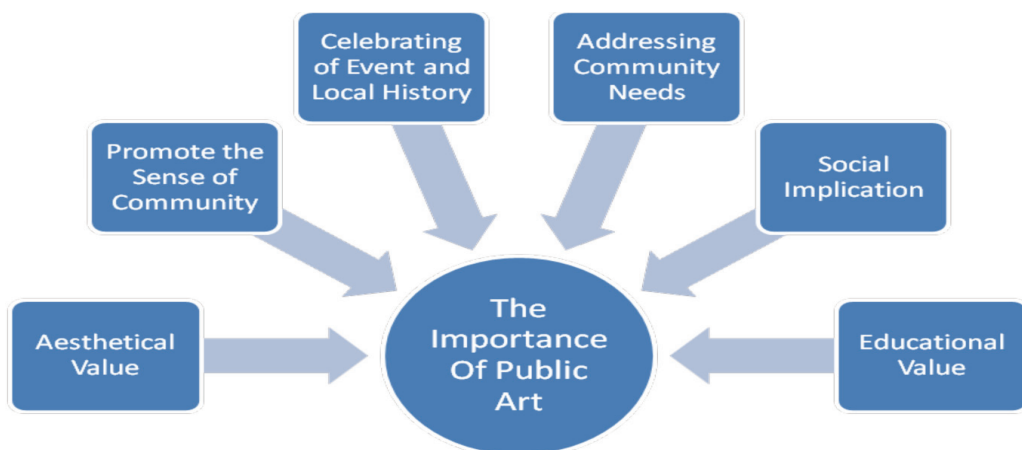 Celebrating
of Event and
Local History
Addressing
Community
Needs
Promote the
Sense of
Community
Social
Implication
Aesthetical
Value
The
Importance
Of Public
Art
Educational
Value